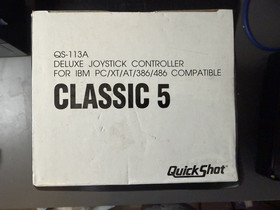 QS-113A
DELUXE JOYSTICK CONTROLLER
FOR IBM PC/XT/AT/386/486 COMPATIBLE
CLASSIC 5
QuickShot®